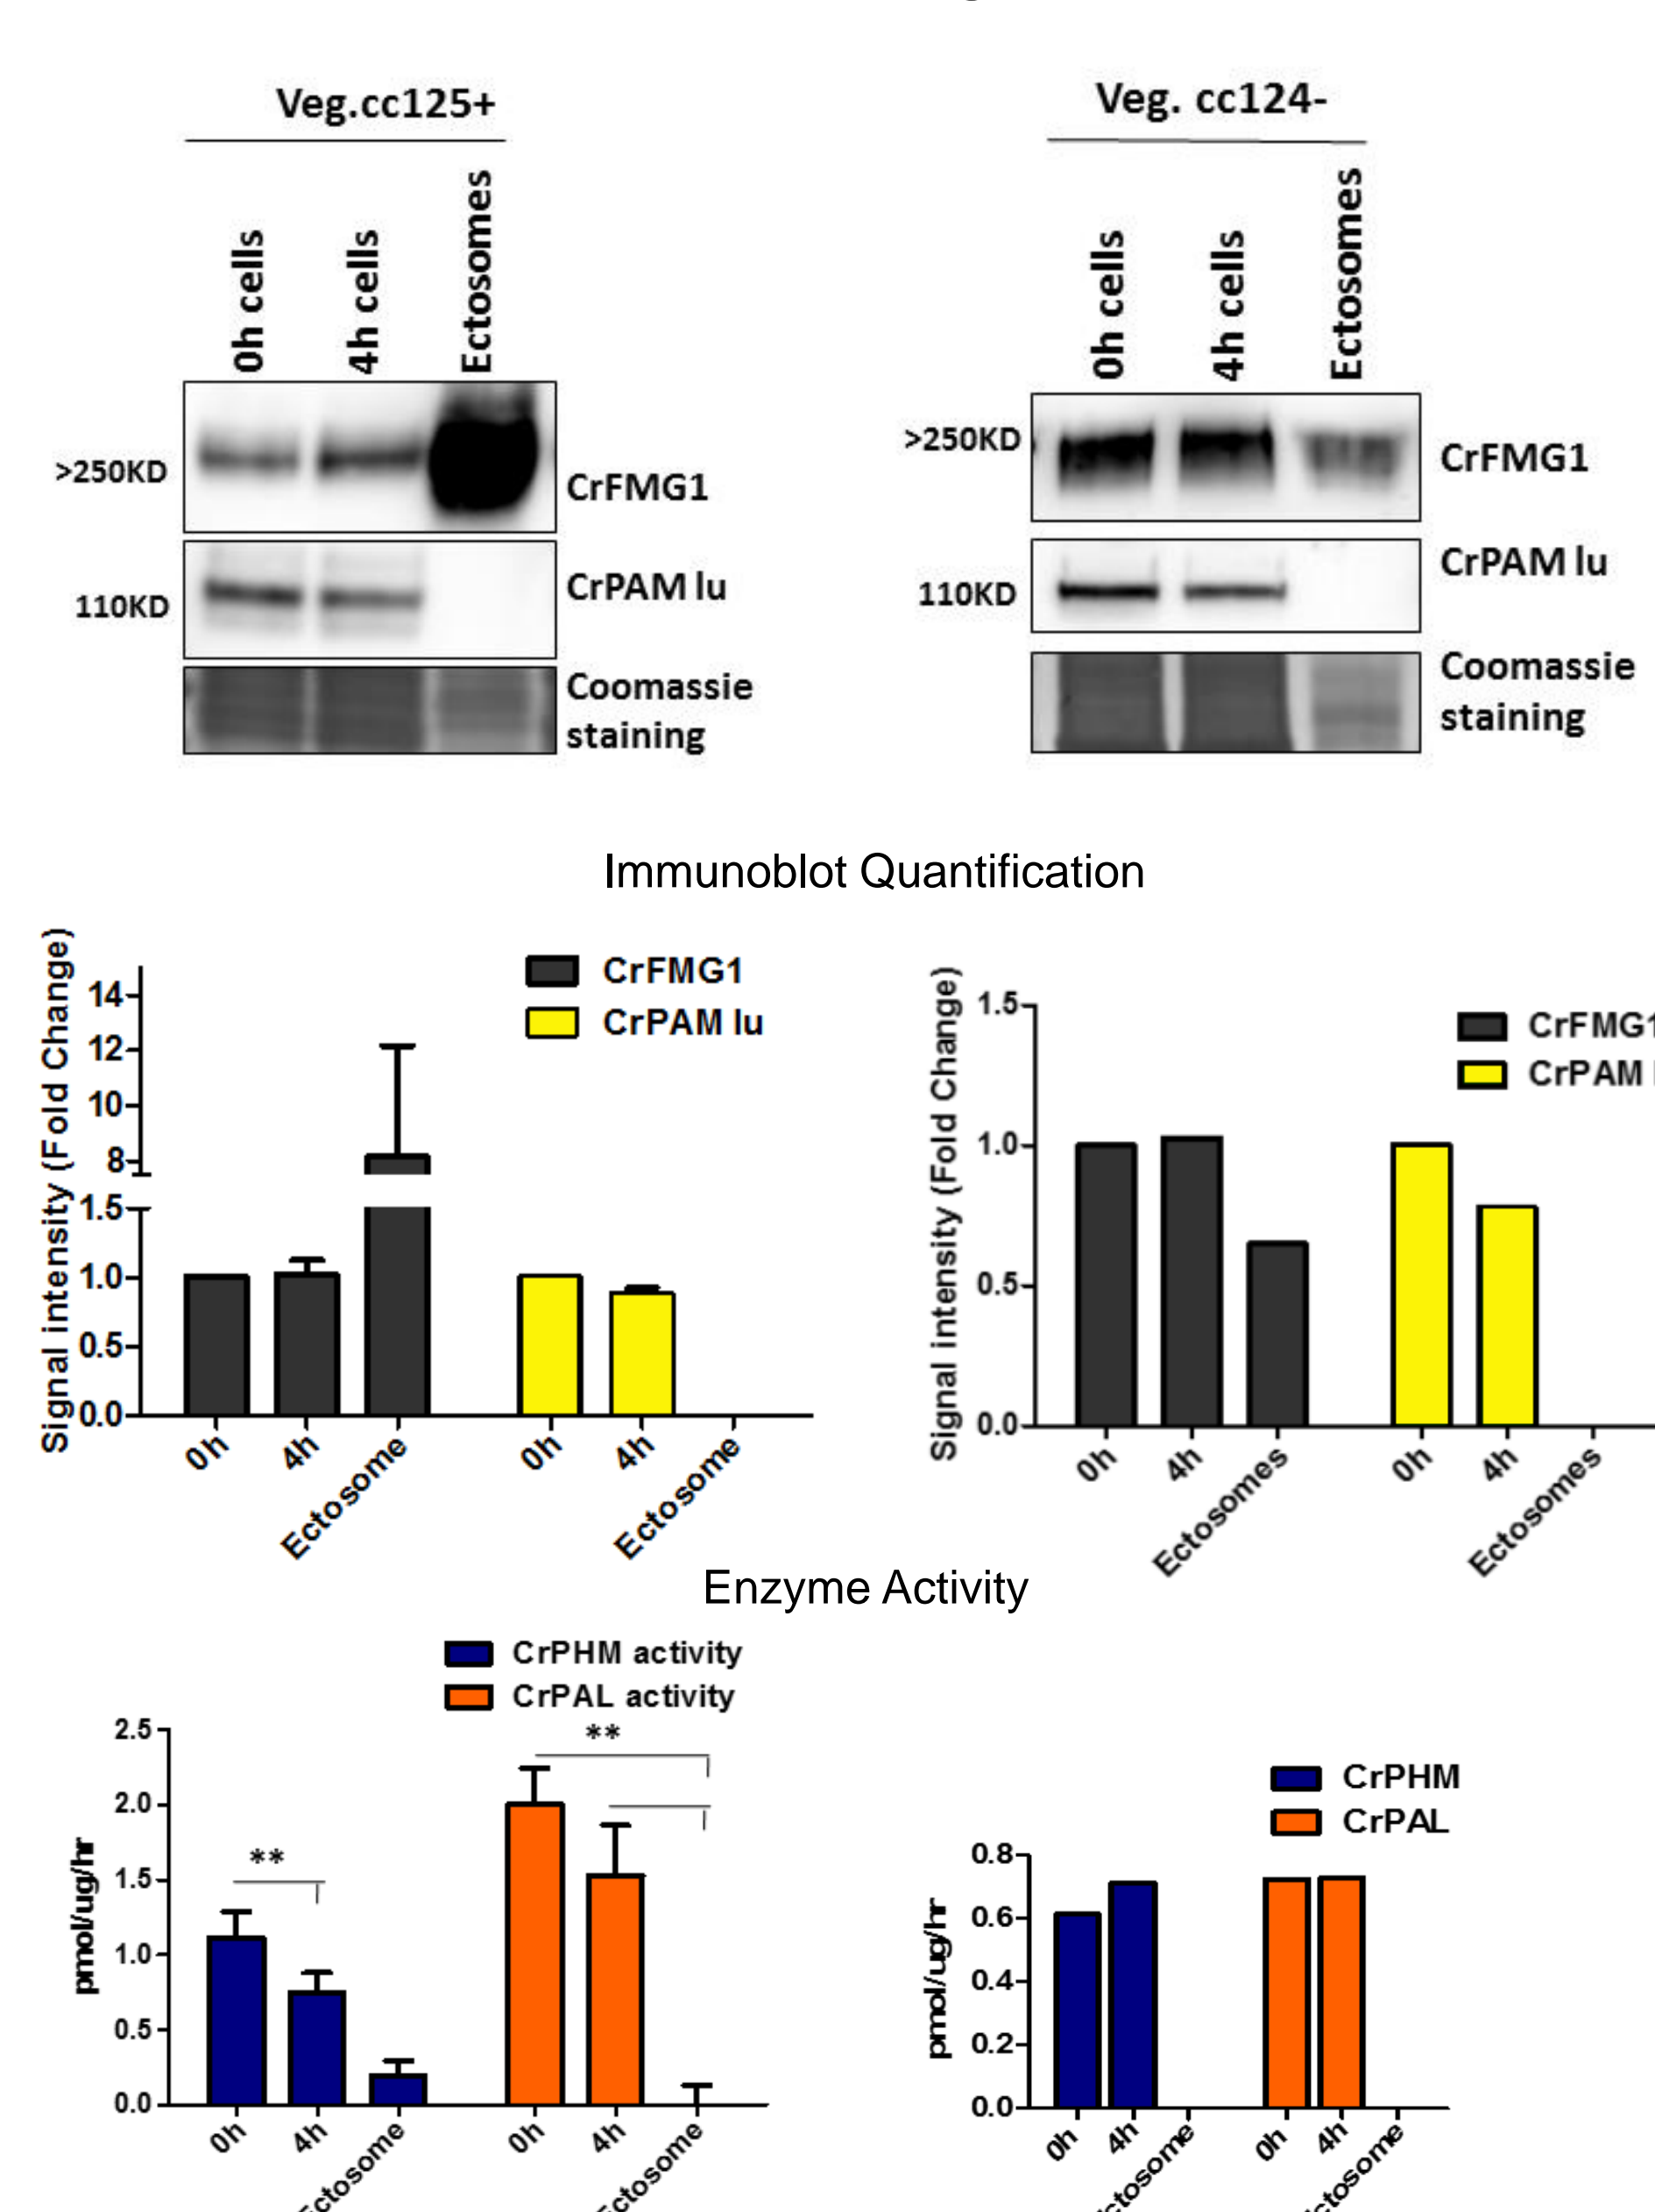 Veg.cc125+
0h cells
4h cells
Ectosomes
>250KD
CrFMG1
110KD
CrPAM lu
Coomassie
staining
Veg. cc124-
0h cells
4h cells
Ectosomes
>250KD
CrFMG1
110KD
CrPAM lu
Coomassie
staining
Immunoblot Quantification
Signal intensity (Fold Change)
14
12
10
8
1.5
1.0
0.5
0.0
CrFMG1
CrPAM lu
0h
4h
Ectosome
0h
4h
Ectosome
Signal intensity (Fold Change)
1.5
1.0
0.5
0.0
CrFMG1
CrPAM
0h
4h
Ectosomes
0h
4h
Ectosomes
Enzyme Activity
CrPHM activity
CrPAL activity
pmol/ug/hr
2.5
2.0
1.5
1.0
0.5
0.0
**
**
0h
4h
Ectosome
0h
4h
Ectosome
CrPHM
CrPAL
pmol/ug/hr
0.8
0.6
0.4
0.2
0.0
0h
4h
ctosome
0h
4h
ctosome